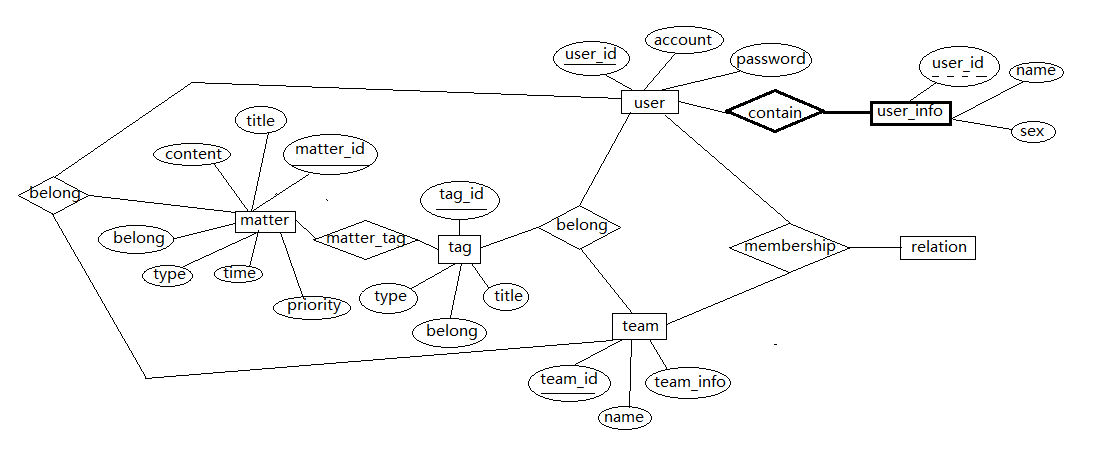 user_id
account
password
user_id
name
user
contain
user_info
sex
title
content
matter_id
belong
matter
belong
type
time
priority
matter_tag
tag_id
tag
type
title
belong
belong
membership
relation
team
team_id
team_info
name